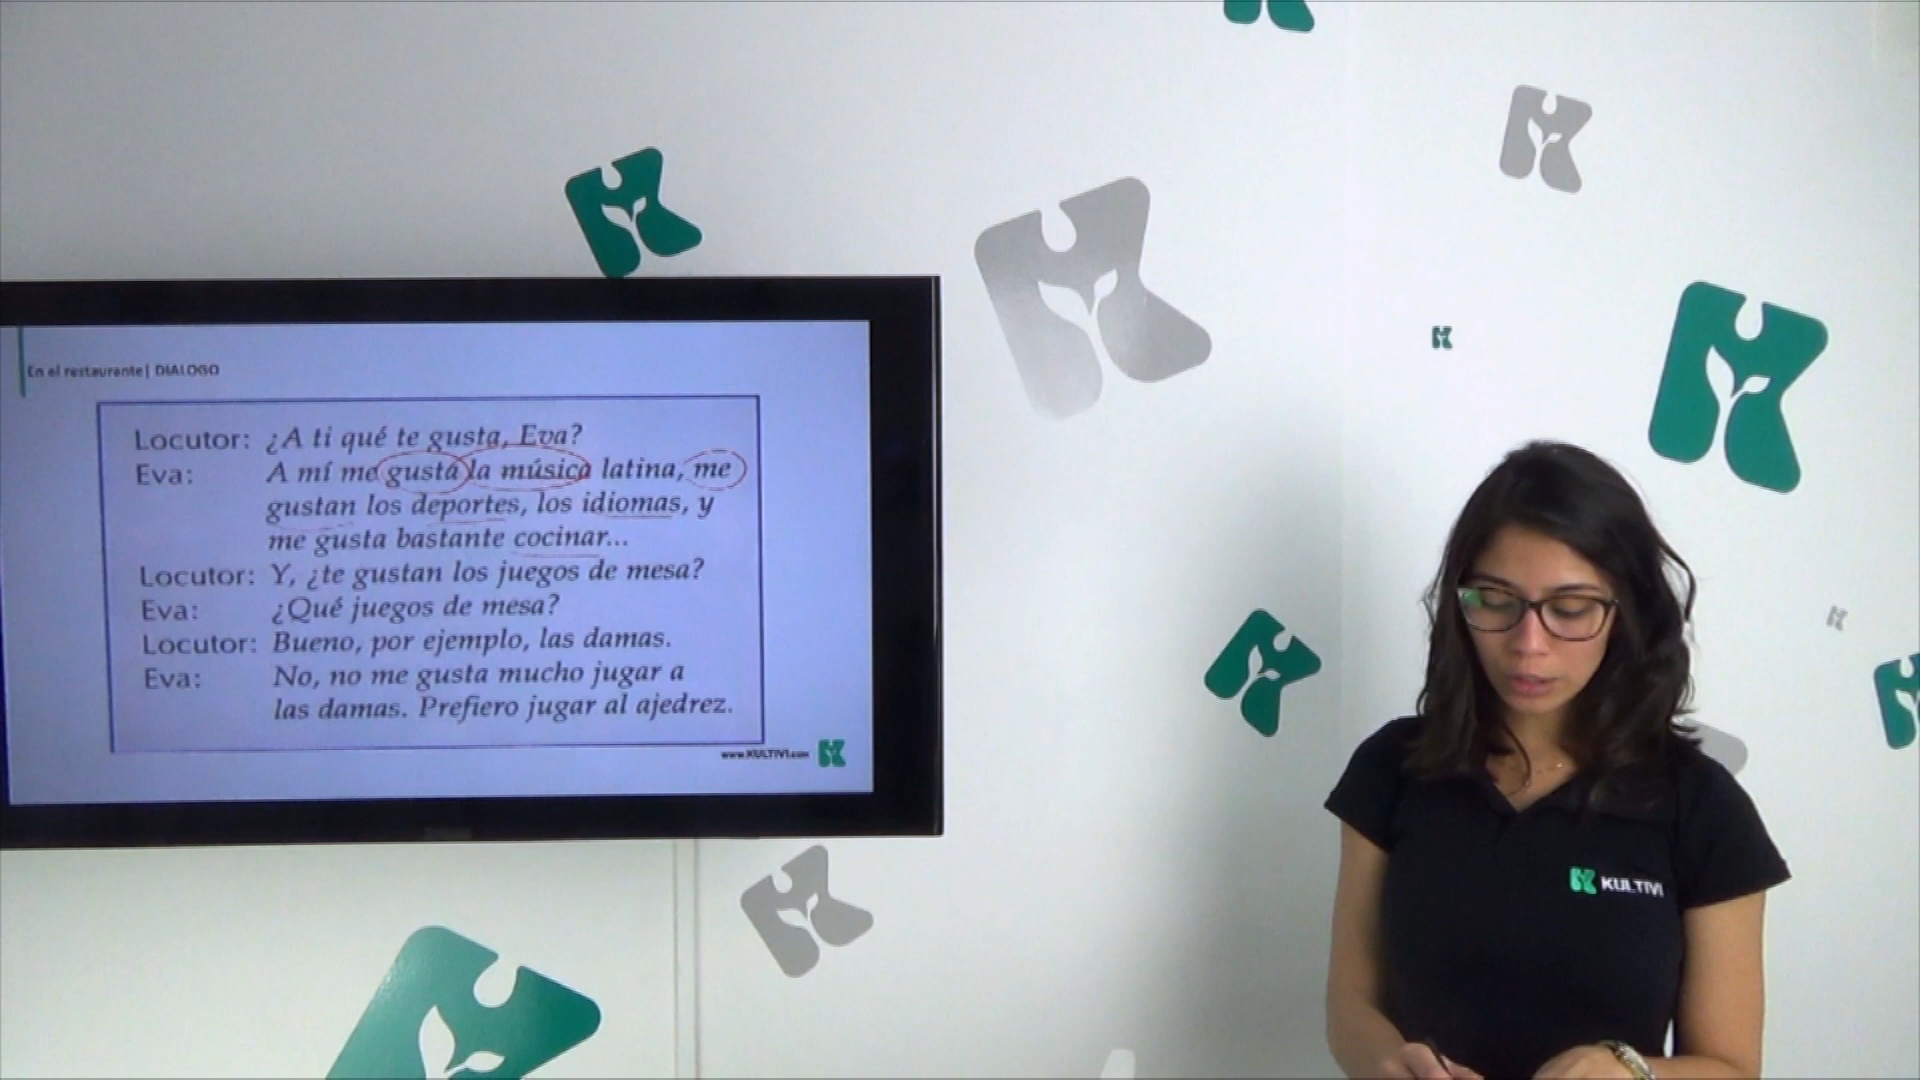 En el restaurante| DIALOGO
Locutor: ¿A ti qué te gusta, Eva?
Eva: A mí me gusta la música latina, me
gustan los deportes, los idiomas, y
me gusta bastante cocinar...
Locutor: Y, ¿te gustan los juegos de mesa?
Eva: ¿Qué juegos de mesa?
Locutor: Bueno, por ejemplo, las damas.
Eva: No, no me gusta mucho jugar a
las damas. Prefiero jugar al ajedrez.
www.KULTIVI.com
KULTIVI